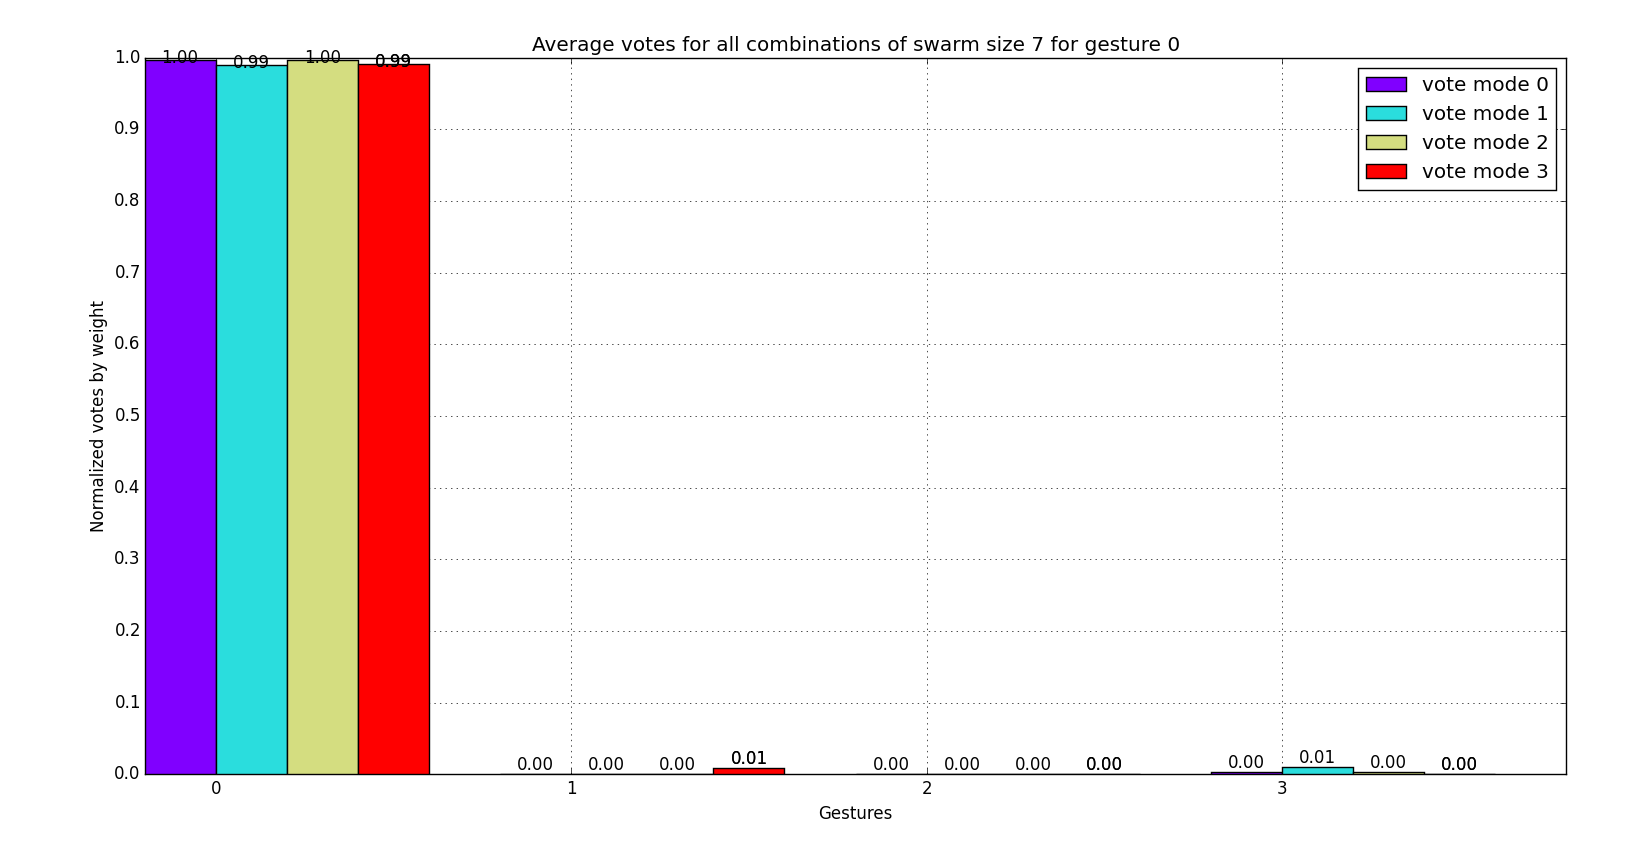 Average votes for all combinations of swarm size 7 for gesture 0
1.00 0.99 1.00 0.99
vote mode 0
vote mode 1
vote mode 2
vote mode 3
1.0
0.9
0.8
0.7
0.6
0.5
0.4
0.3
0.2
0.1
0.0
Normalized votes by weight
0.00 0.00 0.00 0.01 0.00 0.00 0.00 0.00 0.00 0.01 0.00 0.00
0 1 2 3
Gestures